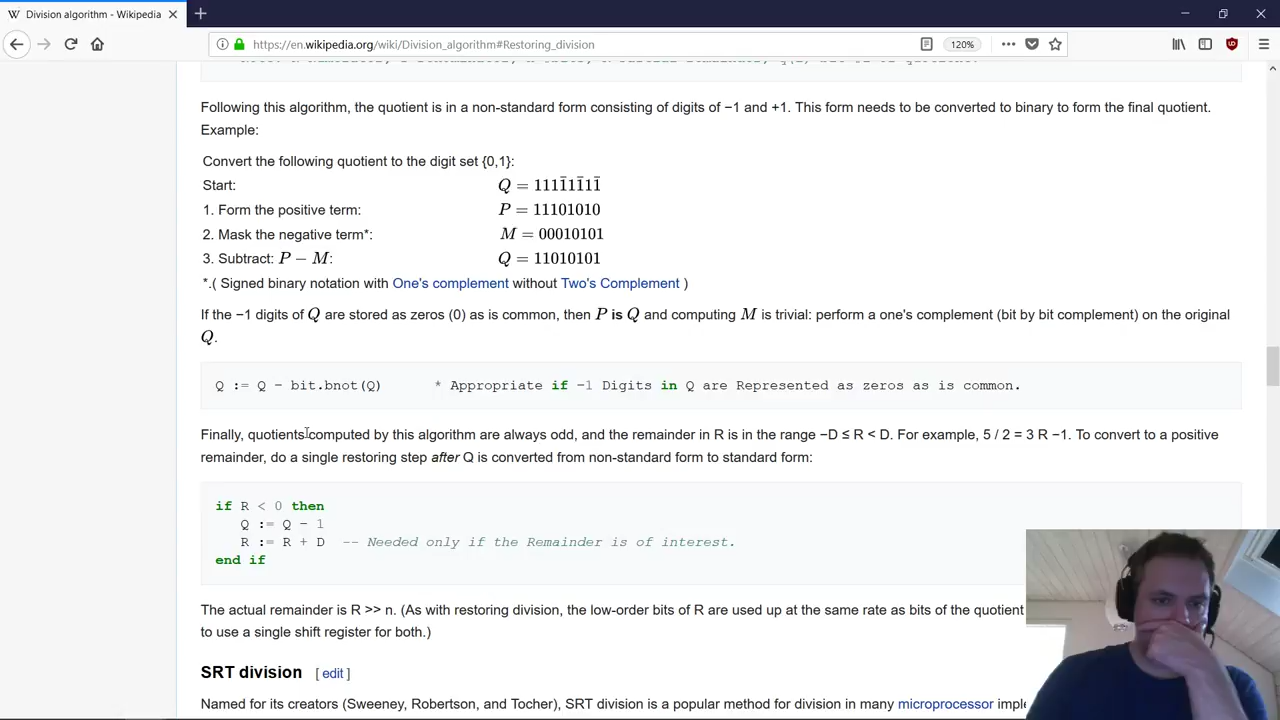 Division algorithm - Wikipedia
https://en.wikipedia.org/wiki/Division_algorithm#Restoring_division
120%
Following this algorithm, the quotient is in a non-standard form consisting of digits of −1 and +1. This form needs to be converted to binary to form the final quotient.
Example:
Convert the following quotient to the digit set {0,1}:
Start: Q = 1111̄11̄11̄
1. Form the positive term: P = 11101010
2. Mask the negative term*: M = 00010101
3. Subtract: P − M: Q = 11010101
*.( Signed binary notation with One's complement without Two's Complement )
If the −1 digits of Q are stored as zeros (0) as is common, then P is Q and computing M is trivial: perform a one's complement (bit by bit complement) on the original
Q.
Q := Q − bit.bnot(Q) * Appropriate if −1 Digits in Q are Represented as zeros as is common.
Finally, quotients computed by this algorithm are always odd, and the remainder in R is in the range −D ≤ R < D. For example, 5 / 2 = 3 R −1. To convert to a positive
remainder, do a single restoring step after Q is converted from non-standard form to standard form:
if R < 0 then
Q := Q − 1
R := R + D -- Needed only if the Remainder is of interest.
end if
The actual remainder is R >> n. (As with restoring division, the low-order bits of R are used up at the same rate as bits of the quotient
to use a single shift register for both.)
SRT division [ edit ]
Named for its creators (Sweeney, Robertson, and Tocher), SRT division is a popular method for division in many microprocessor